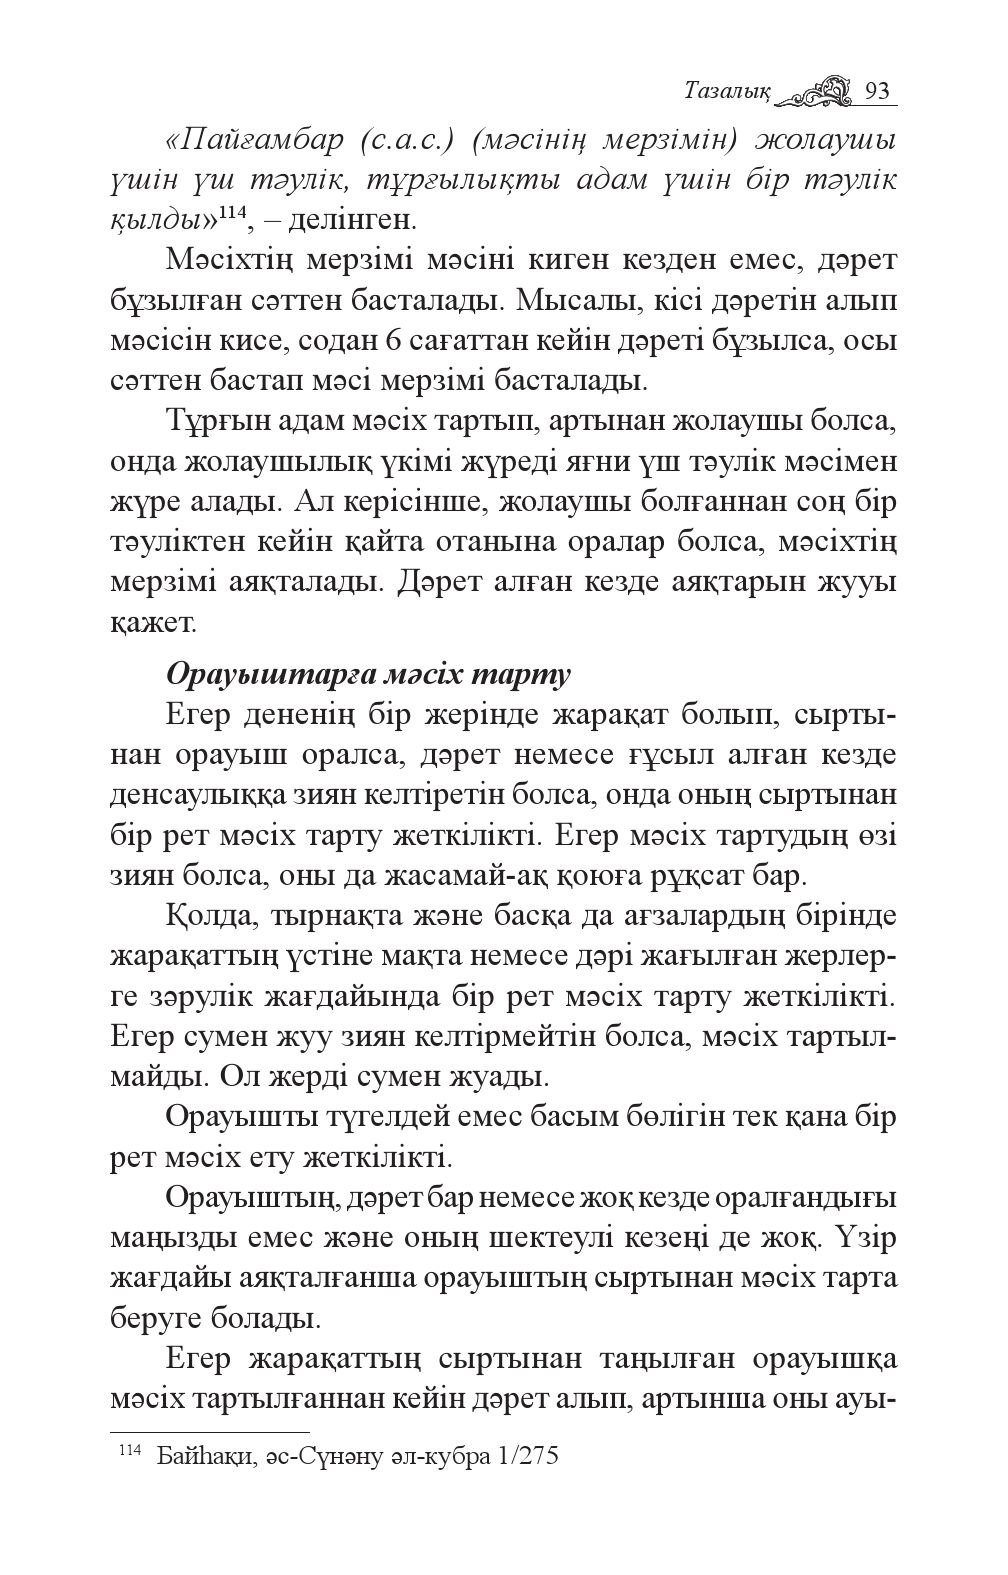 Тазалық 93
«Пайғамбар (с.а.с.) (мәсінің мерзімін) жолаушы
үшін үш тәулік, тұрғылықты адам үшін бір тәулік
қылды»114, – делінген.
Мәсіхтің мерзімі мәсіні киген кезден емес, дәрет
бұзылған сәттен басталады. Мысалы, кісі дәретін алып
мәсісін кисе, содан 6 сағаттан кейін дәреті бұзылса, осы
сәттен бастап мәсі мерзімі басталады.
Тұрғын адам мәсіх тартып, артынан жолаушы болса,
онда жолаушылық үкімі жүреді яғни үш тәулік мәсімен
жүре алады. Ал керісінше, жолаушы болғаннан соң бір
тәуліктен кейін қайта отанына оралар болса, мәсіхтің
мерзімі аяқталады. Дәрет алған кезде аяқтарын жууы
қажет.
Орауыштарға мәсіх тарту
Егер дененің бір жерінде жарақат болып, сырты-
нан орауыш оралса, дәрет немесе ғұсыл алған кезде
денсаулыққа зиян келтіретін болса, онда оның сыртынан
бір рет мәсіх тарту жеткілікті. Егер мәсіх тартудың өзі
зиян болса, оны да жасамай-ақ қоюға рұқсат бар.
Қолда, тырнақта және басқа да ағзалардың бірінде
жарақаттың үстіне мақта немесе дәрі жағылған жерлер-
ге зәрулік жағдайында бір рет мәсіх тарту жеткілікті.
Егер сумен жуу зиян келтірмейтін болса, мәсіх тартыл-
майды. Ол жерді сумен жуады.
Орауышты түгелдей емес басым бөлігін тек қана бір
рет мәсіх ету жеткілікті.
Орауыштың, дәрет бар немесе жоқ кезде оралғандығы
маңызды емес және оның шектеулі кезеңі де жоқ. Үзір
жағдайы аяқталғанша орауыштың сыртынан мәсіх тарта
беруге болады.
Егер жарақаттың сыртынан таңылған орауышқа
мәсіх тартылғаннан кейін дәрет алып, артынша оны ауы-
114 Байһақи, әс-Сүнәну әл-кубра 1/275